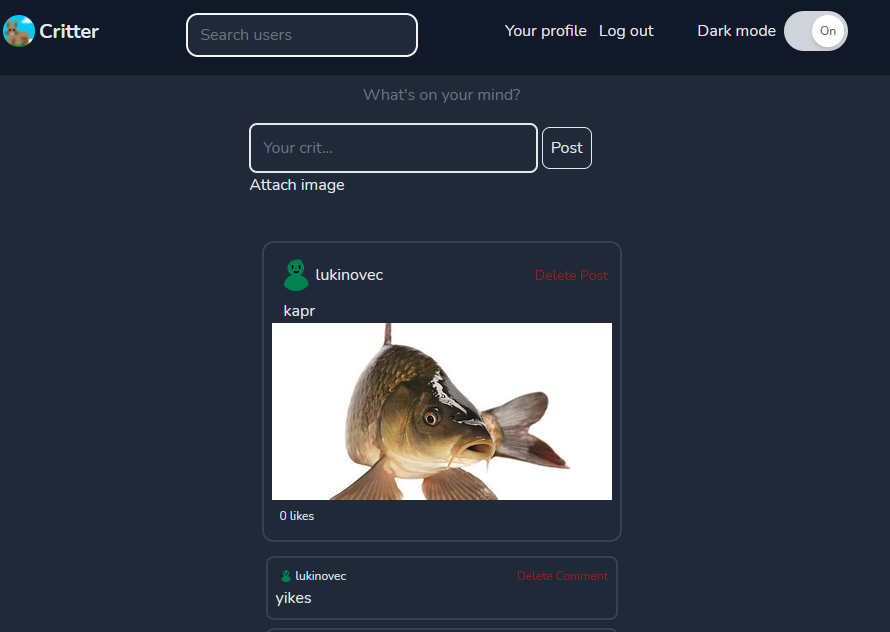 Critter
Search users
Your profile
Log out
Dark mode
On
What's on your mind?
Your crit...
Post
Attach image
lukinovec
Delete Post
kapr
0 likes
lukinovec
Delete Comment
yikes